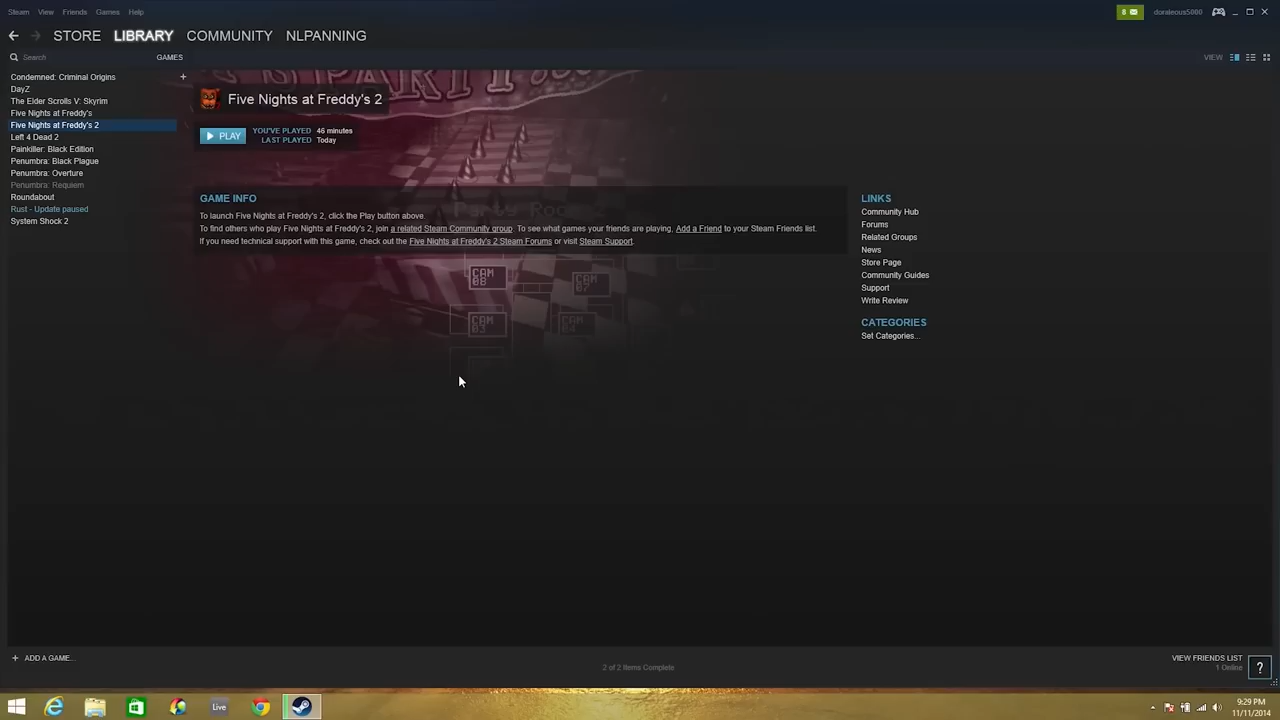 Steam View Friends Games Help
8 doraleous5000
STORE LIBRARY COMMUNITY NLPANNING
Search GAMES VIEW
Condemned: Criminal Origins
DayZ
The Elder Scrolls V: Skyrim
Five Nights at Freddy's
Five Nights at Freddy's 2
Left 4 Dead 2
Painkiller: Black Edition
Penumbra: Black Plague
Penumbra: Overture
Penumbra: Requiem
Roundabout
Rust - Update paused
System Shock 2
Five Nights at Freddy's 2
PLAY
YOU'VE PLAYED 46 minutes
LAST PLAYED Today
GAME INFO
To launch Five Nights at Freddy's 2, click the Play button above.
To find others who play Five Nights at Freddy's 2, join a related Steam Community group. To see what games your friends are playing, Add a Friend to your Steam Friends list.
If you need technical support with this game, check out the Five Nights at Freddy's 2 Steam Forums or visit Steam Support.
CAM
08
CAM
07
CAM
03
CAM
04
LINKS
Community Hub
Forums
Related Groups
News
Store Page
Community Guides
Support
Write Review
CATEGORIES
Set Categories...
+ ADD A GAME...
2 of 2 Items Complete
VIEW FRIENDS LIST
1 Online
?
Live
9:29 PM
11/11/2014